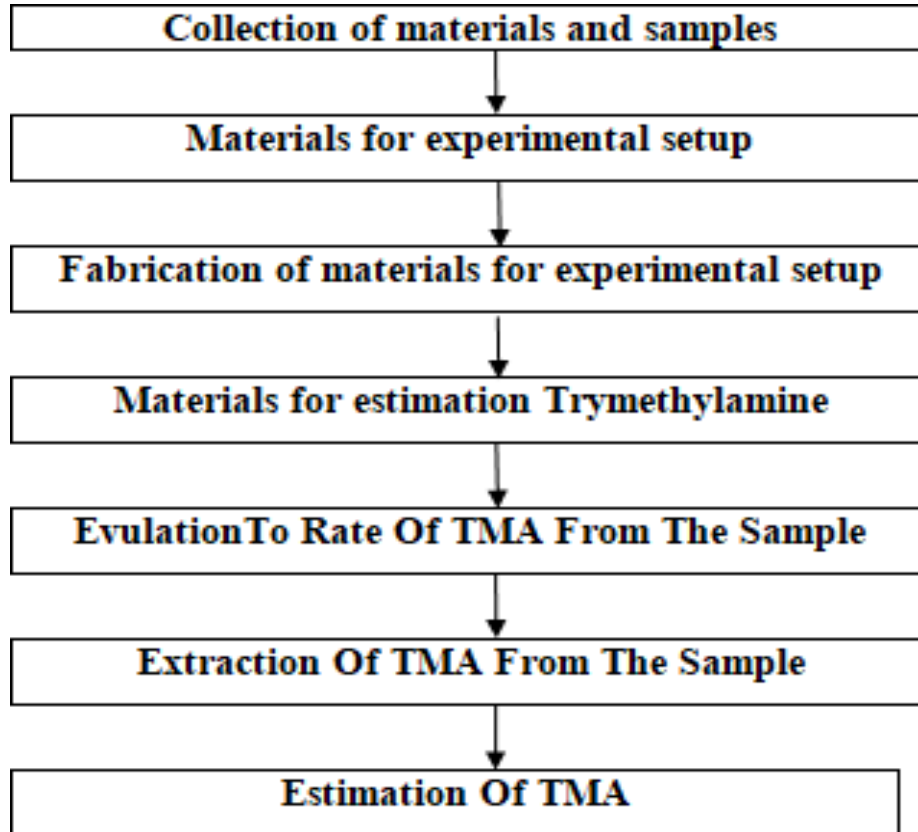 Collection of materials and samples
Materials for experimental setup
Fabrication of materials for experimental setup
Materials for estimation Trymethylamine
EvulationTo Rate Of TMA From The Sample
Extraction Of TMA From The Sample
Estimation Of TMA